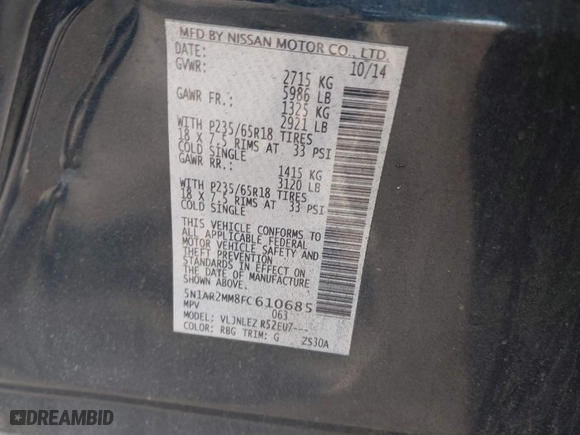 MFD BY NISSAN MOTOR CO., LTD.
DATE: 10/14
GVWR: 2715 KG
5986 LB
GAWR FR.: 1325 KG
2921 LB
WITH P235/65R18 TIRES
18 X 7.5 RIMS AT 33 PSI
COLD SINGLE
GAWR RR.: 1415 KG
3120 LB
WITH P235/65R18 TIRES
18 X 7.5 RIMS AT 33 PSI
COLD SINGLE
THIS VEHICLE CONFORMS TO
ALL APPLICABLE FEDERAL
MOTOR VEHICLE SAFETY AND
THEFT PREVENTION
STANDARDS IN EFFECT ON
THE DATE OF MANUFACTURE
SHOWN ABOVE.
5N1AR2MM8FC610685
MPV 063
MODEL: VLJNLEZ R52EU7---
COLOR: RBG TRIM: G ZS30A
DREAMBID